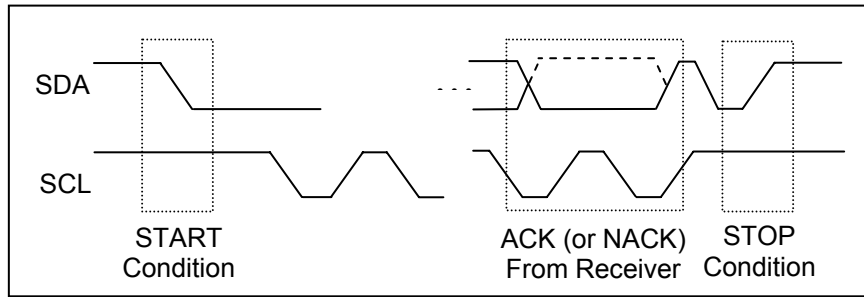 SDA
SCL
START
Condition
ACK (or NACK)
From Receiver
STOP
Condition